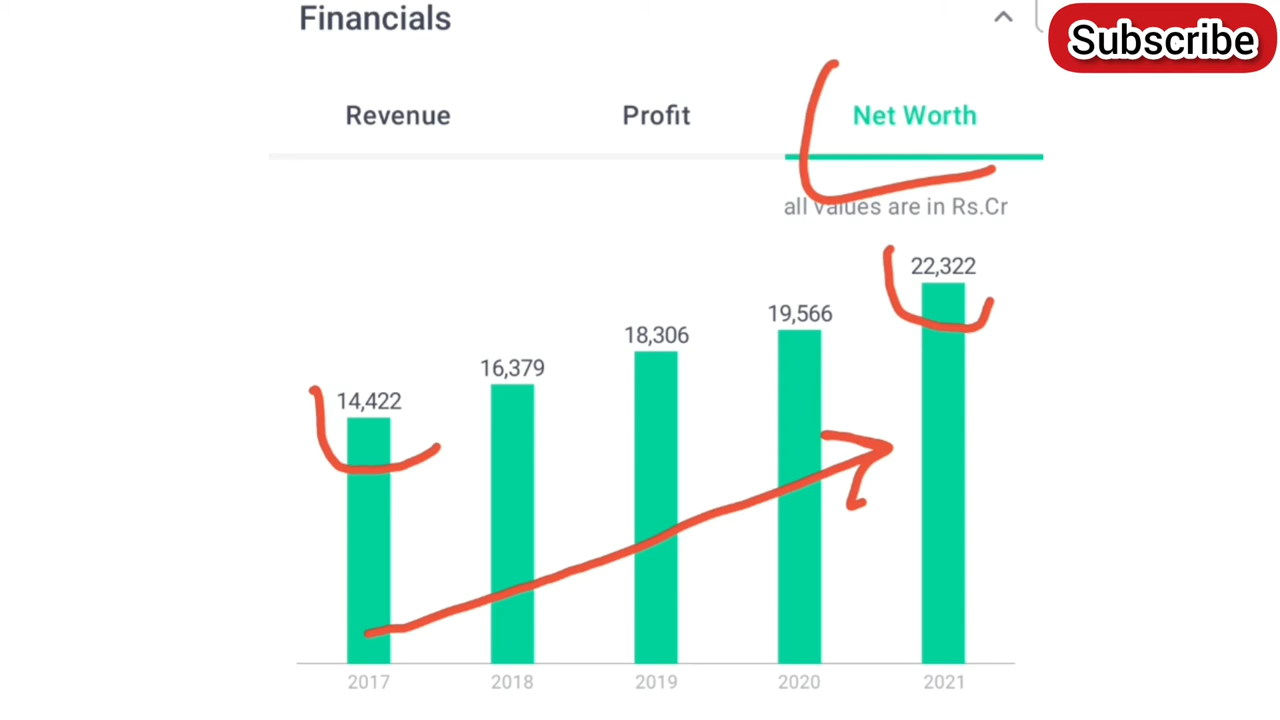 Financials
Subscribe
Revenue Profit Net Worth
all values are in Rs.Cr
22,322
19,566
18,306
16,379
14,422
2017 2018 2019 2020 2021